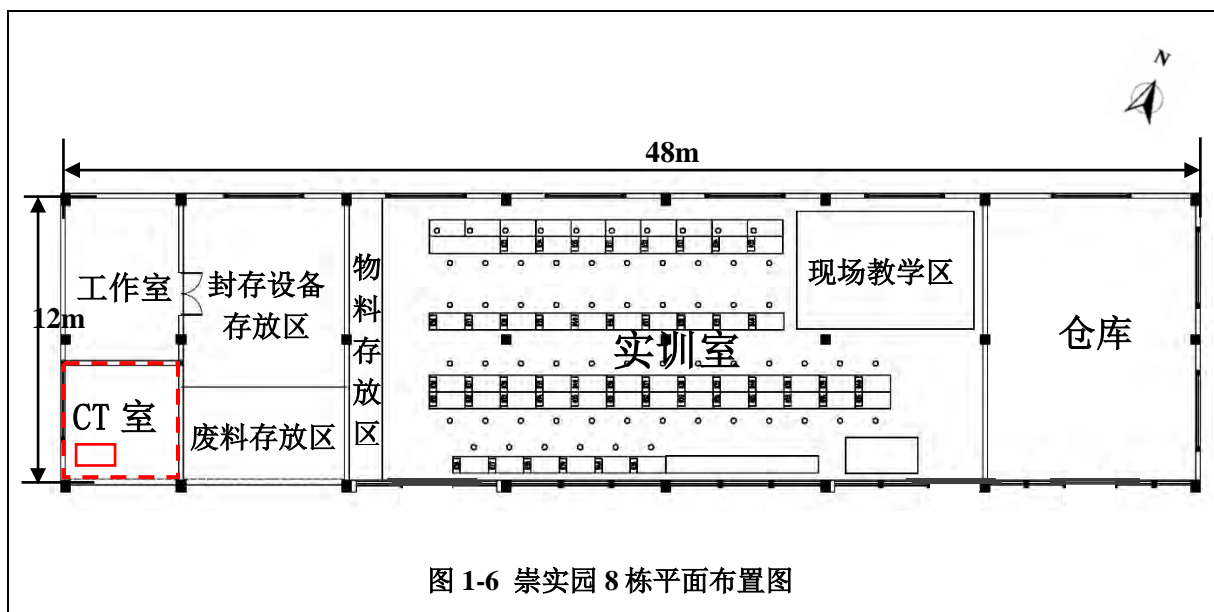 N
48m
12m
工作室
封存设备
存放区
物料存放区
现场教学区
实训室
仓库
CT 室
废料存放区
图 1-6 崇实园 8 栋平面布置图